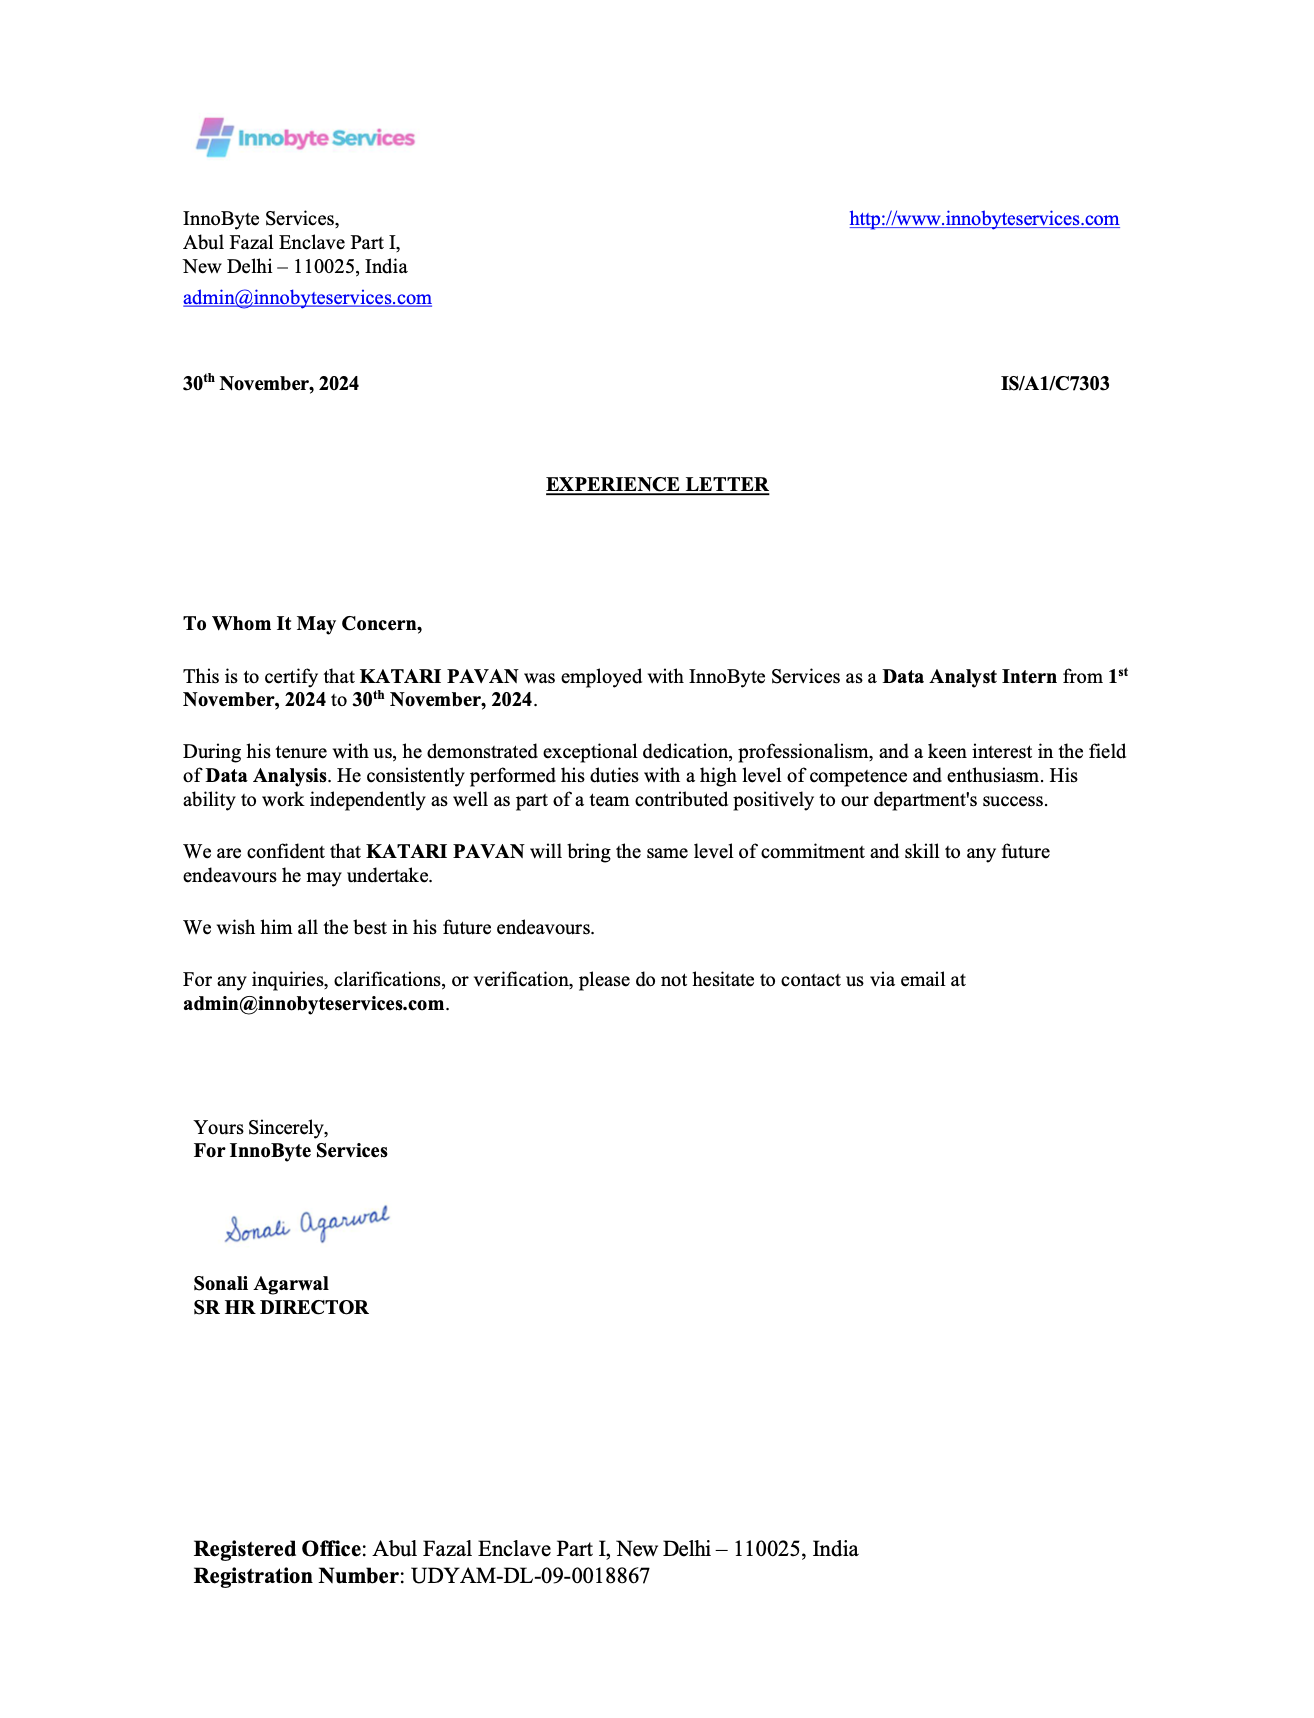 Innobyte Services
InnoByte Services,
http://www.innobyteservices.com
Abul Fazal Enclave Part I,
New Delhi – 110025, India
admin@innobyteservices.com
30th November, 2024
IS/A1/C7303
EXPERIENCE LETTER
To Whom It May Concern,
This is to certify that KATARI PAVAN was employed with InnoByte Services as a Data Analyst Intern from 1st
November, 2024 to 30th November, 2024.
During his tenure with us, he demonstrated exceptional dedication, professionalism, and a keen interest in the field
of Data Analysis. He consistently performed his duties with a high level of competence and enthusiasm. His
ability to work independently as well as part of a team contributed positively to our department's success.
We are confident that KATARI PAVAN will bring the same level of commitment and skill to any future
endeavours he may undertake.
We wish him all the best in his future endeavours.
For any inquiries, clarifications, or verification, please do not hesitate to contact us via email at
admin@innobyteservices.com.
Yours Sincerely,
For InnoByte Services
Sonali Agarwal
Sonali Agarwal
SR HR DIRECTOR
Registered Office: Abul Fazal Enclave Part I, New Delhi – 110025, India
Registration Number: UDYAM-DL-09-0018867